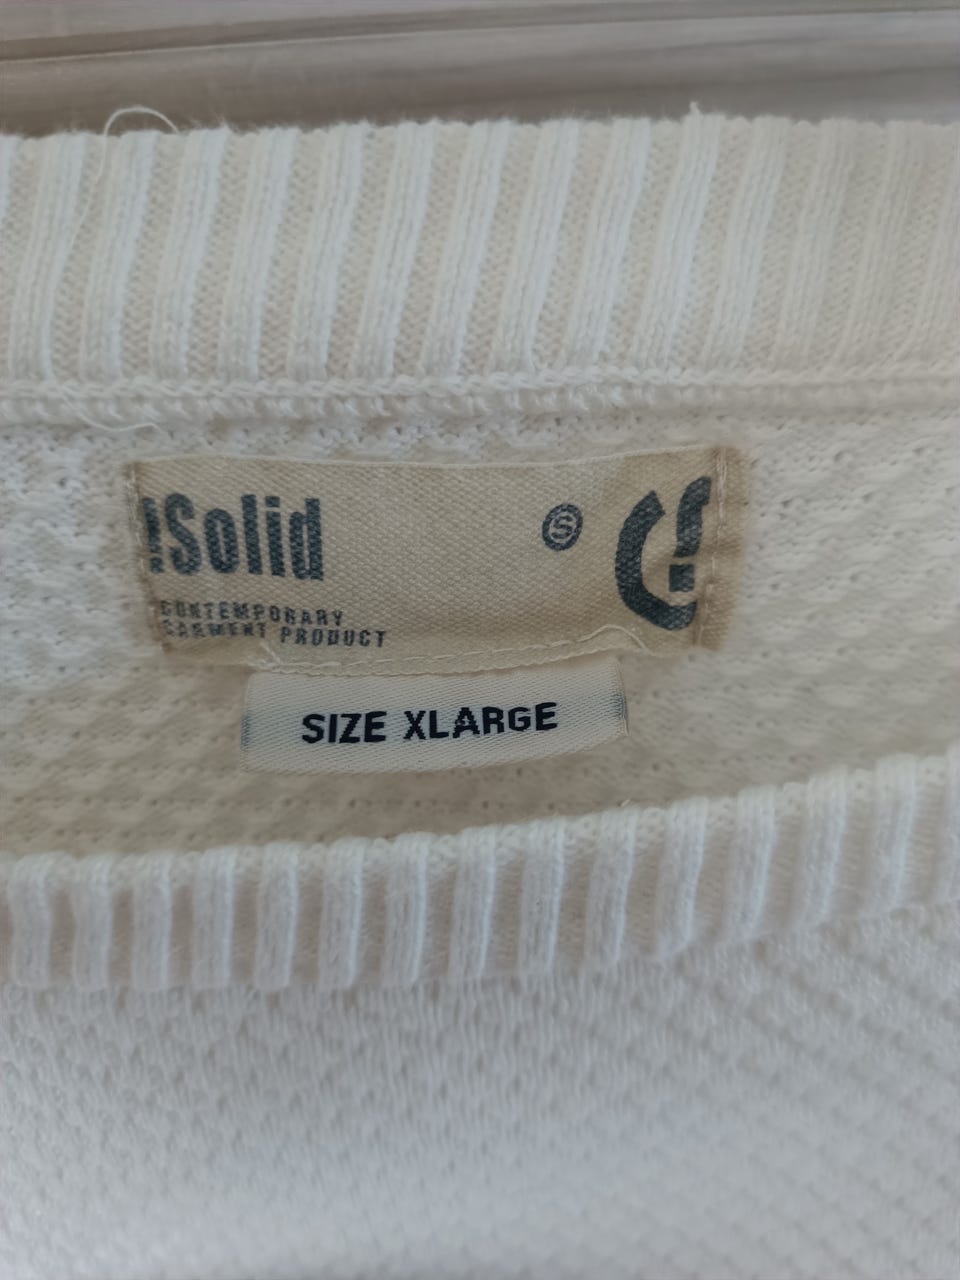 !Solid
Ⓢ
CONTEMPORARY
GARMENT PRODUCT
SIZE XLARGE